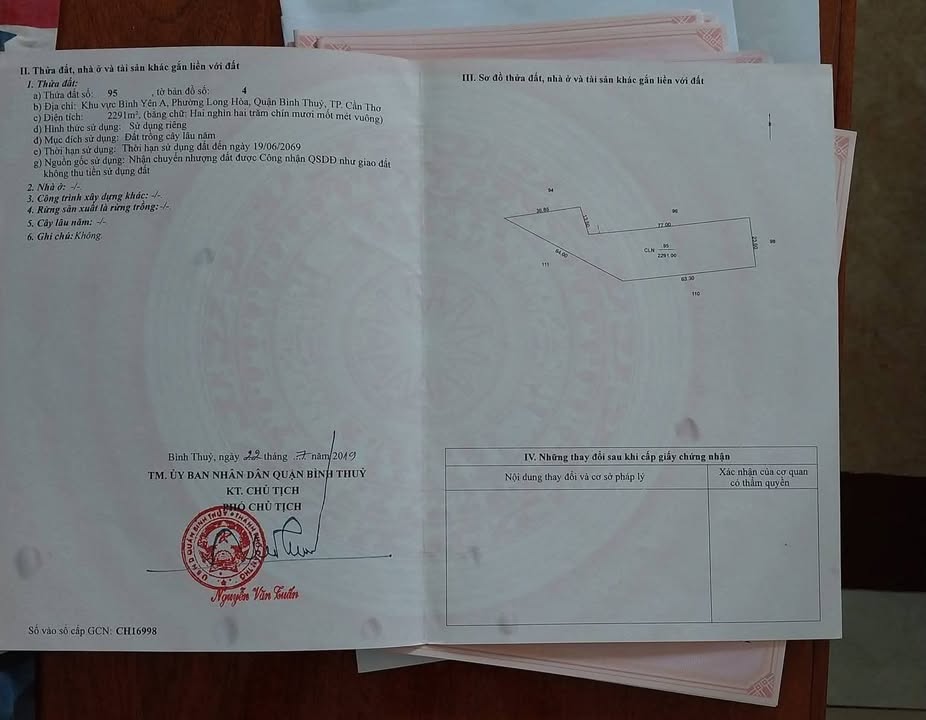 II. Thửa đất, nhà ở và tài sản khác gắn liền với đất
1. Thửa đất:
a) Thửa đất số: 95 , tờ bản đồ số: 4
b) Địa chỉ: Khu vực Bình Yên A, Phường Long Hòa, Quận Bình Thuỷ, TP. Cần Thơ
c) Diện tích: 2291m², (bằng chữ: Hai nghìn hai trăm chín mươi mốt mét vuông)
d) Hình thức sử dụng: Sử dụng riêng
đ) Mục đích sử dụng: Đất trồng cây lâu năm
e) Thời hạn sử dụng: Thời hạn sử dụng đất đến ngày 19/06/2069
g) Nguồn gốc sử dụng: Nhận chuyển nhượng đất được Công nhận QSDĐ như giao đất
không thu tiền sử dụng đất
2. Nhà ở: -/-
3. Công trình xây dựng khác: -/-
4. Rừng sản xuất là rừng trồng: -/-
5. Cây lâu năm: -/-
6. Ghi chú: Không.
Bình Thuỷ, ngày 22 tháng 7 năm 2019
TM. ỦY BAN NHÂN DÂN QUẬN BÌNH THUỶ
KT. CHỦ TỊCH
PHÓ CHỦ TỊCH
Nguyễn Văn Tuấn
Số vào sổ cấp GCN: CH16998
III. Sơ đồ thửa đất, nhà ở và tài sản khác gắn liền với đất
94
36.80
96
77.00
95
CLN
2291.00
23.50
98
64.00
111
63.30
110
IV. Những thay đổi sau khi cấp giấy chứng nhận
Nội dung thay đổi và cơ sở pháp lý
Xác nhận của cơ quan
có thẩm quyền